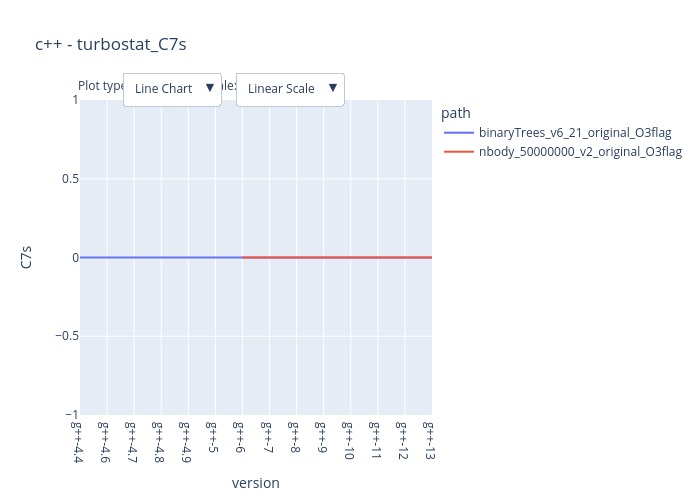 c++ - turbostat_C7s
Plot type
Line Chart ▼
ale:
Linear Scale ▼
path
binaryTrees_v6_21_original_O3flag
nbody_50000000_v2_original_O3flag
C7s
1
0.5
0
−0.5
−1
g++-4.4
g++-4.6
g++-4.7
g++-4.8
g++-4.9
g++-5
g++-6
g++-7
g++-8
g++-9
g++-10
g++-11
g++-12
g++-13
version